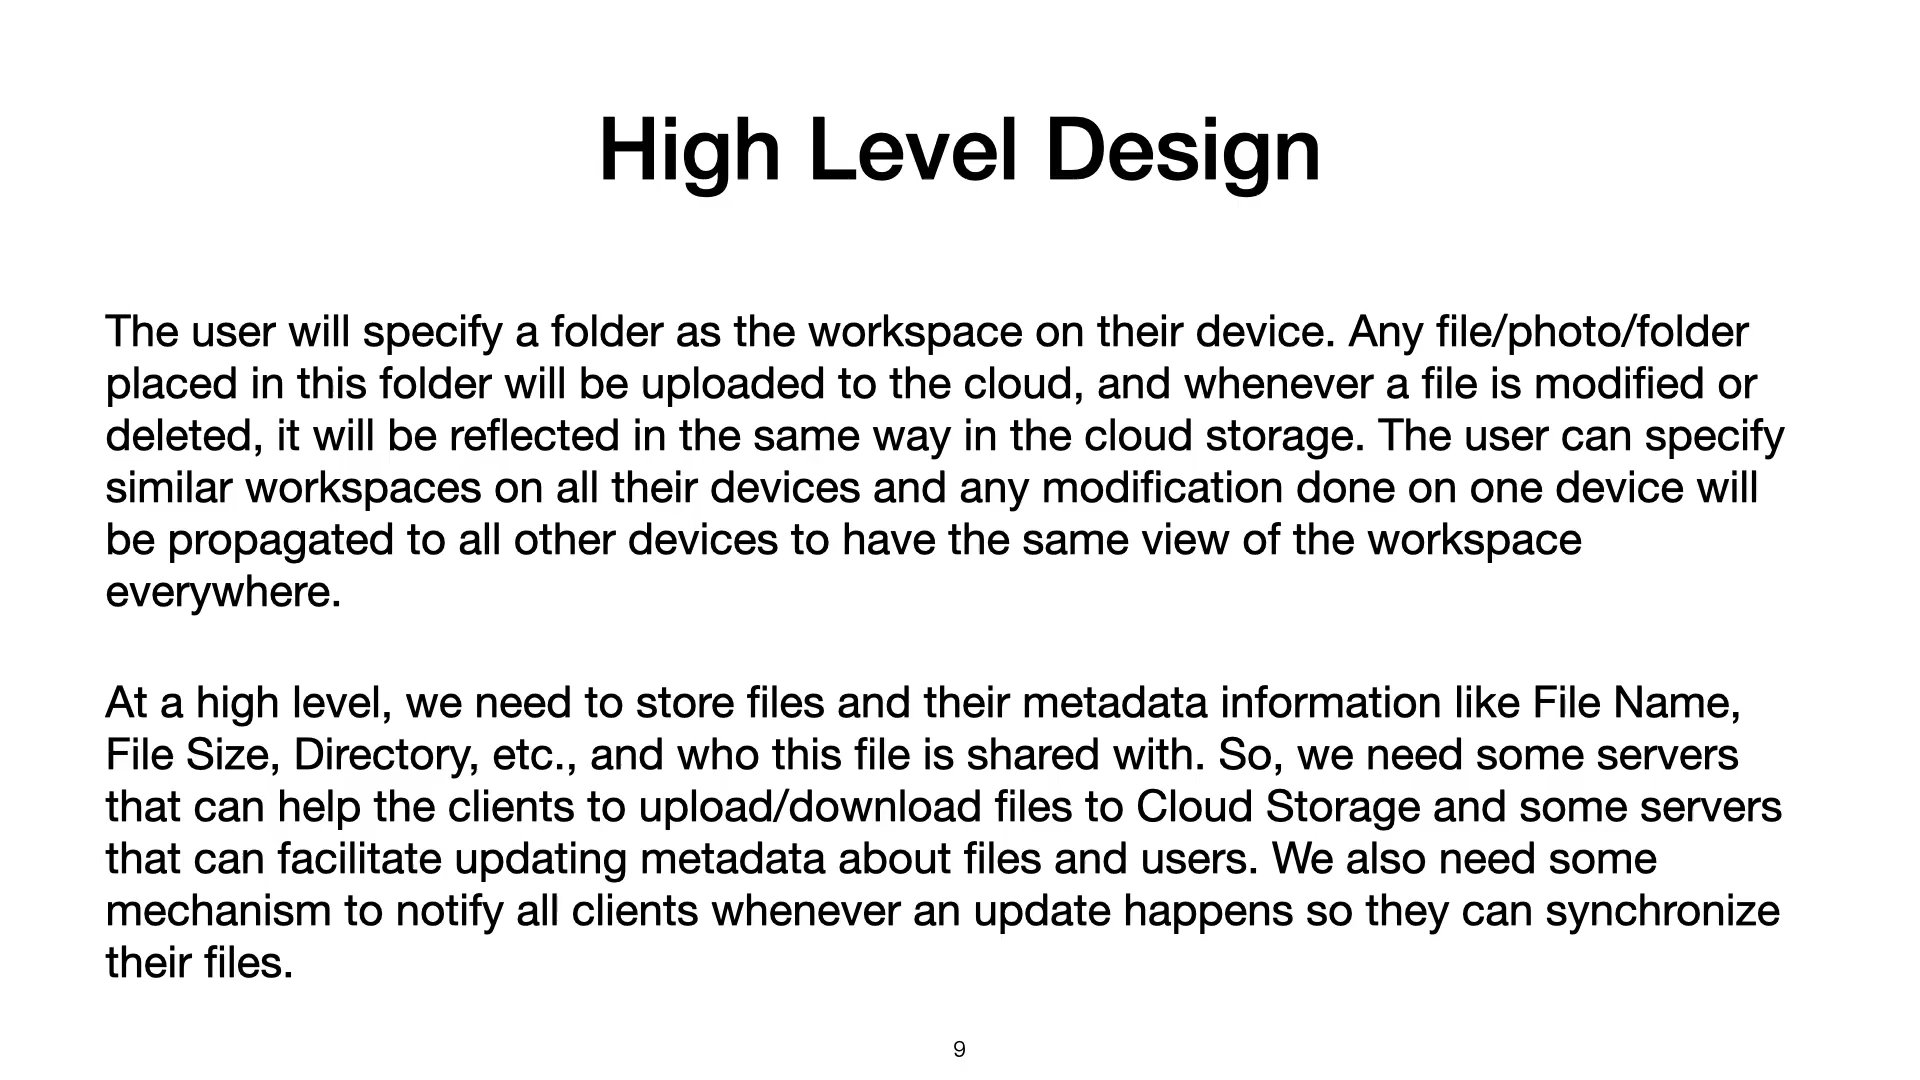 High Level Design
The user will specify a folder as the workspace on their device. Any file/photo/folder
placed in this folder will be uploaded to the cloud, and whenever a file is modified or
deleted, it will be reflected in the same way in the cloud storage. The user can specify
similar workspaces on all their devices and any modification done on one device will
be propagated to all other devices to have the same view of the workspace
everywhere.
At a high level, we need to store files and their metadata information like File Name,
File Size, Directory, etc., and who this file is shared with. So, we need some servers
that can help the clients to upload/download files to Cloud Storage and some servers
that can facilitate updating metadata about files and users. We also need some
mechanism to notify all clients whenever an update happens so they can synchronize
their files.
9